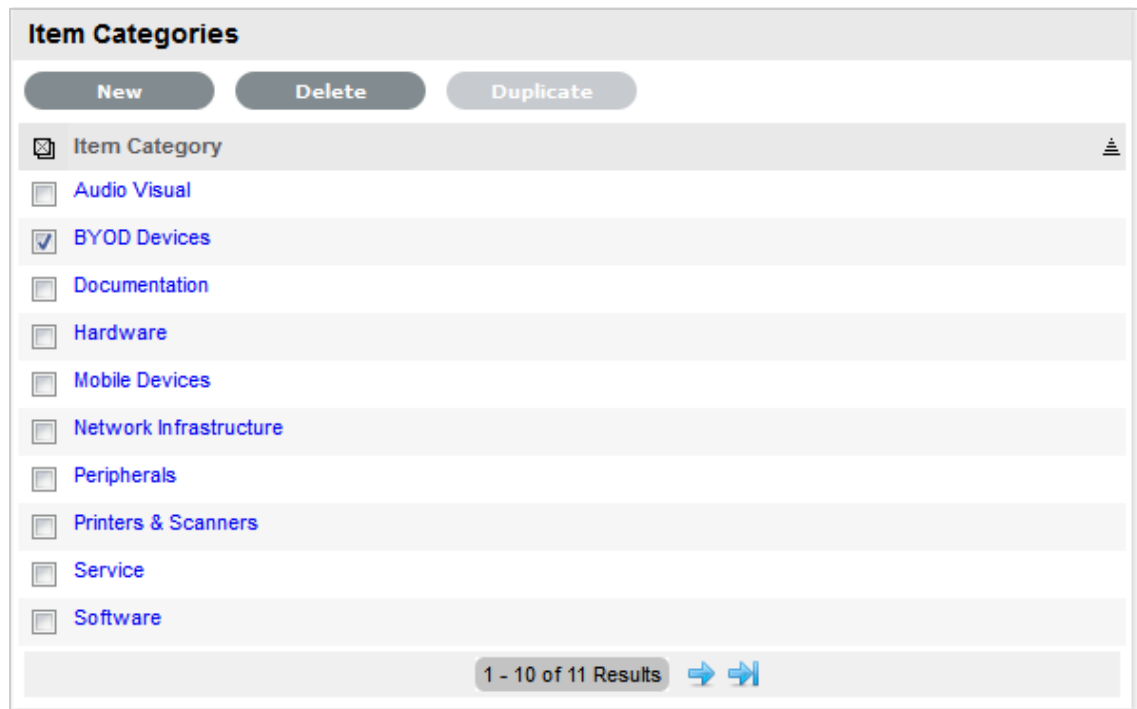 Item Categories
New Delete Duplicate
Item Category
Audio Visual
BYOD Devices
Documentation
Hardware
Mobile Devices
Network Infrastructure
Peripherals
Printers & Scanners
Service
Software
1 - 10 of 11 Results